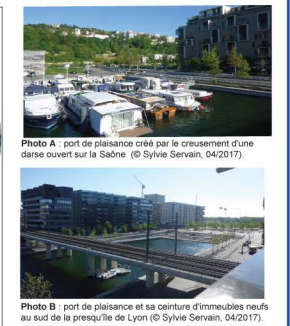 Photo A : port de plaisance créé par le creusement d'une
darse ouvert sur la Saône (© Sylvie Servain, 04/2017).
Photo B : port de plaisance et sa ceinture d'immeubles neufs
au sud de la presqu'île de Lyon (© Sylvie Servain, 04/2017).